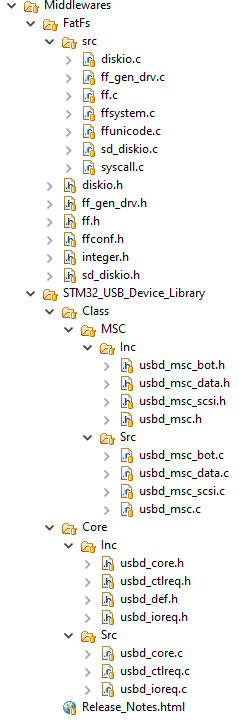 Middlewares
FatFs
src
diskio.c
ff_gen_drv.c
ff.c
ffsystem.c
ffunicode.c
sd_diskio.c
syscall.c
diskio.h
ff_gen_drv.h
ff.h
ffconf.h
integer.h
sd_diskio.h
STM32_USB_Device_Library
Class
MSC
Inc
usbd_msc_bot.h
usbd_msc_data.h
usbd_msc_scsi.h
usbd_msc.h
Src
usbd_msc_bot.c
usbd_msc_data.c
usbd_msc_scsi.c
usbd_msc.c
Core
Inc
usbd_core.h
usbd_ctlreq.h
usbd_def.h
usbd_ioreq.h
Src
usbd_core.c
usbd_ctlreq.c
usbd_ioreq.c
Release_Notes.html